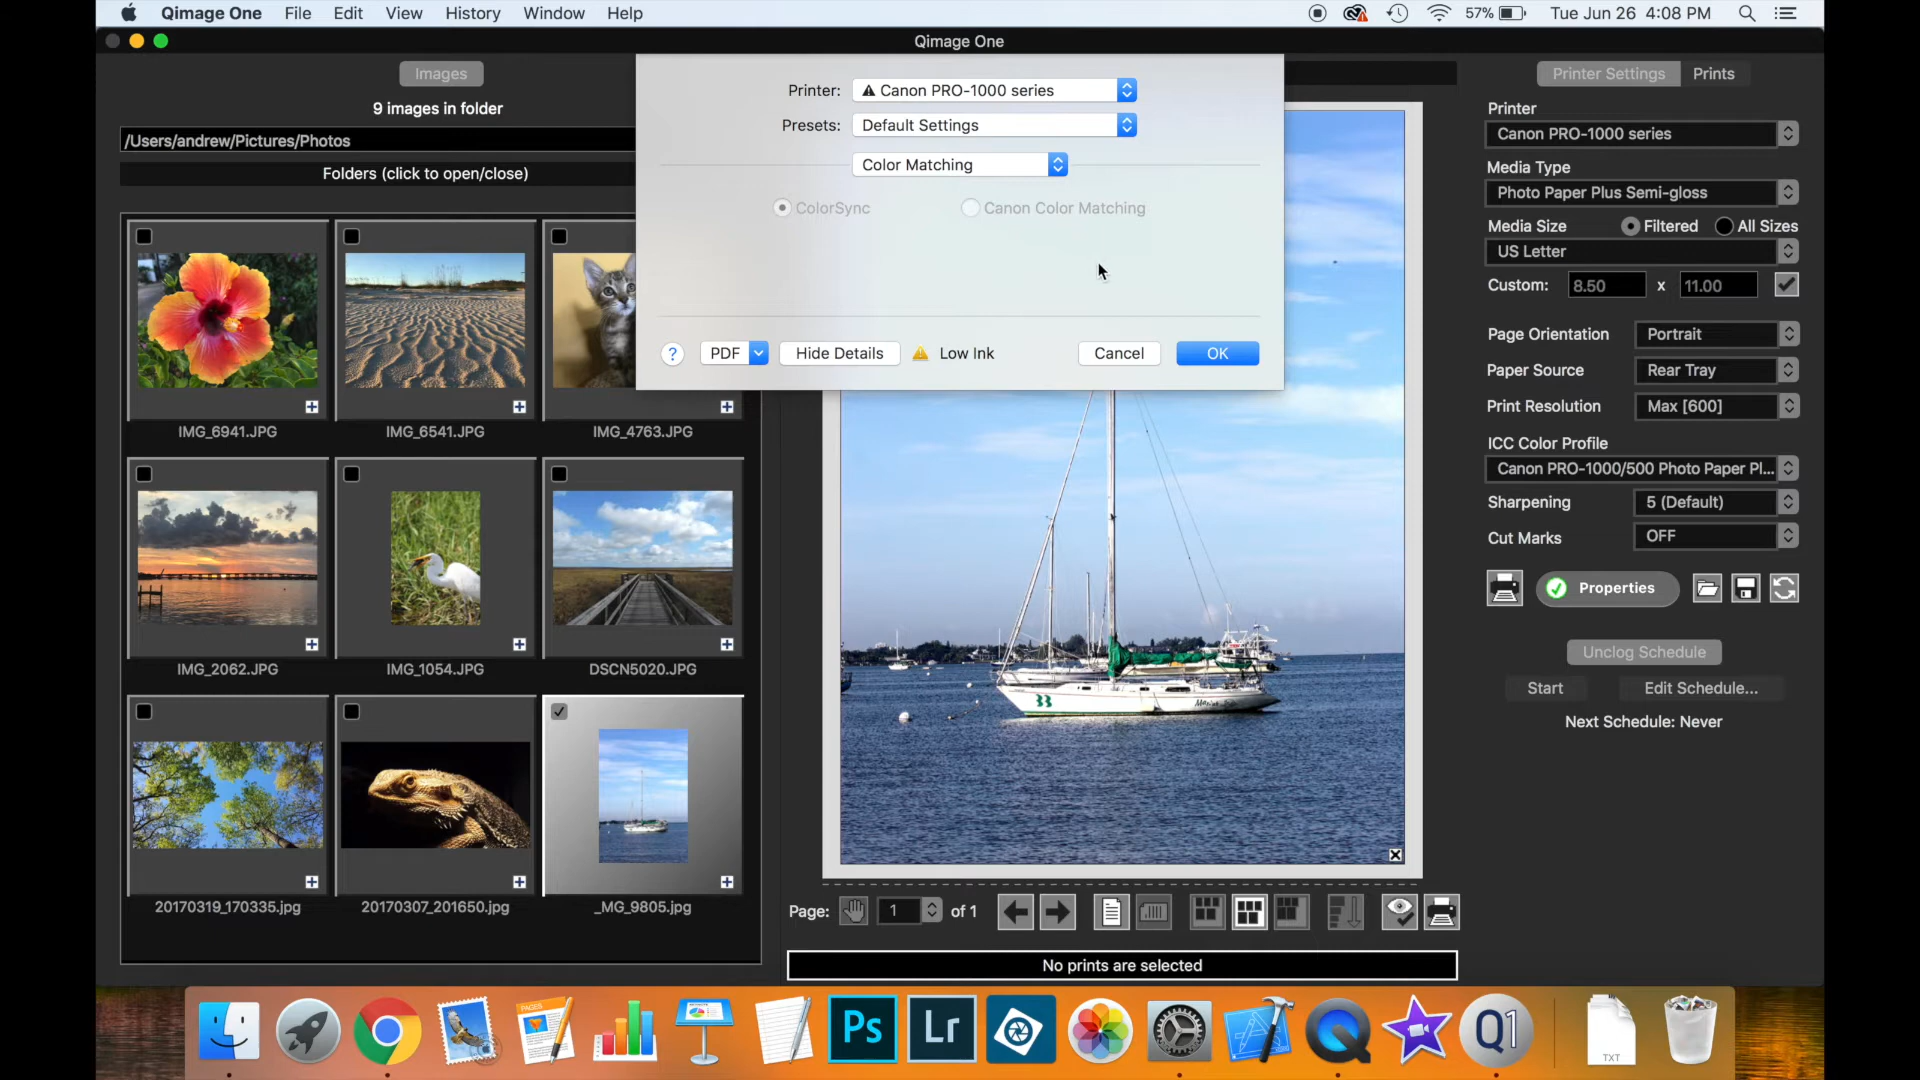 Qimage One File Edit View History Window Help 57% Tue Jun 26 4:08 PM
Qimage One
Images
9 images in folder
/Users/andrew/Pictures/Photos
Folders (click to open/close)
IMG_6941.JPG
IMG_6541.JPG
IMG_4763.JPG
IMG_2062.JPG
IMG_1054.JPG
DSCN5020.JPG
20170319_170335.jpg
20170307_201650.jpg
_MG_9805.jpg
Printer: Canon PRO-1000 series
Presets: Default Settings
Color Matching
ColorSync Canon Color Matching
? PDF Hide Details Low Ink Cancel OK
33
Page: 1 of 1
No prints are selected
Printer Settings Prints
Printer
Canon PRO-1000 series
Media Type
Photo Paper Plus Semi-gloss
Media Size Filtered All Sizes
US Letter
Custom: 8.50 x 11.00
Page Orientation Portrait
Paper Source Rear Tray
Print Resolution Max [600]
ICC Color Profile
Canon PRO-1000/500 Photo Paper Pl...
Sharpening 5 (Default)
Cut Marks OFF
Properties
Unclog Schedule
Start Edit Schedule...
Next Schedule: Never
PAGES
Ps Lr Q1 TXT